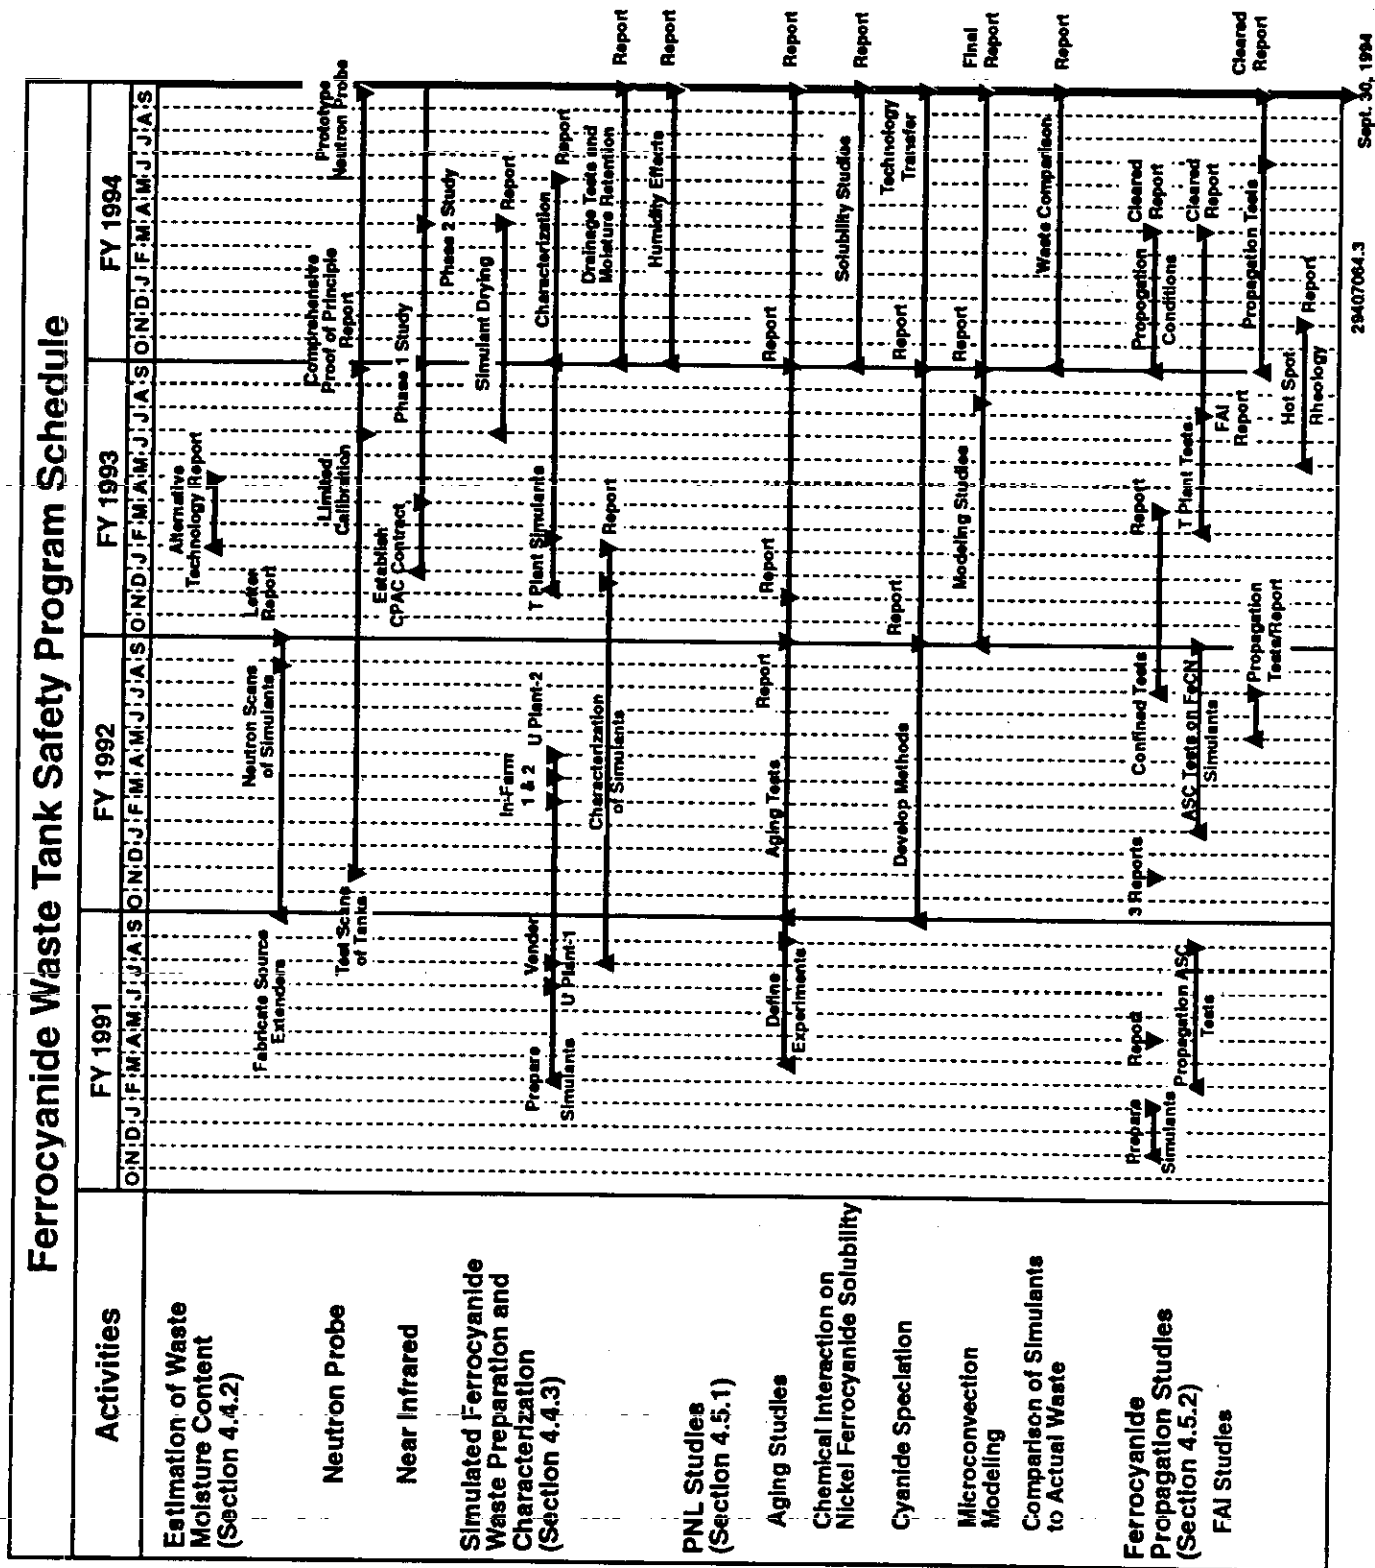 Ferrocyanide Waste Tank Safety Program Schedule
Activities
FY 1991
FY 1992
FY 1993
FY 1994
O N D J F M A M J J A S
O N D J F M A M J J A S
O N D J F M A M J J A S
O N D J F M A M J J A S
Estimation of Waste
Moisture Content
(Section 4.4.2)
Alternative
Technology Report
Fabricate Source
Extenders
Neutron Scans
of Simulants
Letter
Report
Neutron Probe
Test Scans
of Tanks
Limited
Calibration
Comprehensive
Proof of Principle
Report
Prototype
Neutron Probe
Near Infrared
Establish
CPAC Contract
Phase 1 Study
Phase 2 Study
Simulated Ferrocyanide
Waste Preparation and
Characterization
(Section 4.4.3)
Simulant Drying
Report
Prepare
Simulants
Vendor
U Plant-1
In-Farm
1 & 2
U Plant-2
T Plant Simulants
Characterization
Report
Characterization
of Simulants
Report
Drainage Tests and
Moisture Retention
Report
Humidity Effects
Report
PNL Studies
(Section 4.5.1)
Aging Studies
Define
Experiments
Aging Tests
Report
Report
Report
Report
Chemical Interaction on
Nickel Ferrocyanide Solubility
Solubility Studies
Report
Cyanide Speciation
Develop Methods
Report
Report
Technology
Transfer
Microconvection
Modeling
Modeling Studies
Report
Final
Report
Comparison of Simulants
to Actual Waste
Waste Comparison
Report
Ferrocyanide
Propagation Studies
(Section 4.5.2)
FAI Studies
Prepare
Simulants
Report
3 Reports
Confined Tests
Report
Propogation
Conditions
Cleared
Report
Propagation ASC
Tests
ASC Tests on FeCN
Simulants
T Plant Tests
FAI
Report
Cleared
Report
Propagation
Tests/Report
Propagation Tests
Cleared
Report
Hot Spot
Rheology
Report
29407064.3
Sept. 30, 1994